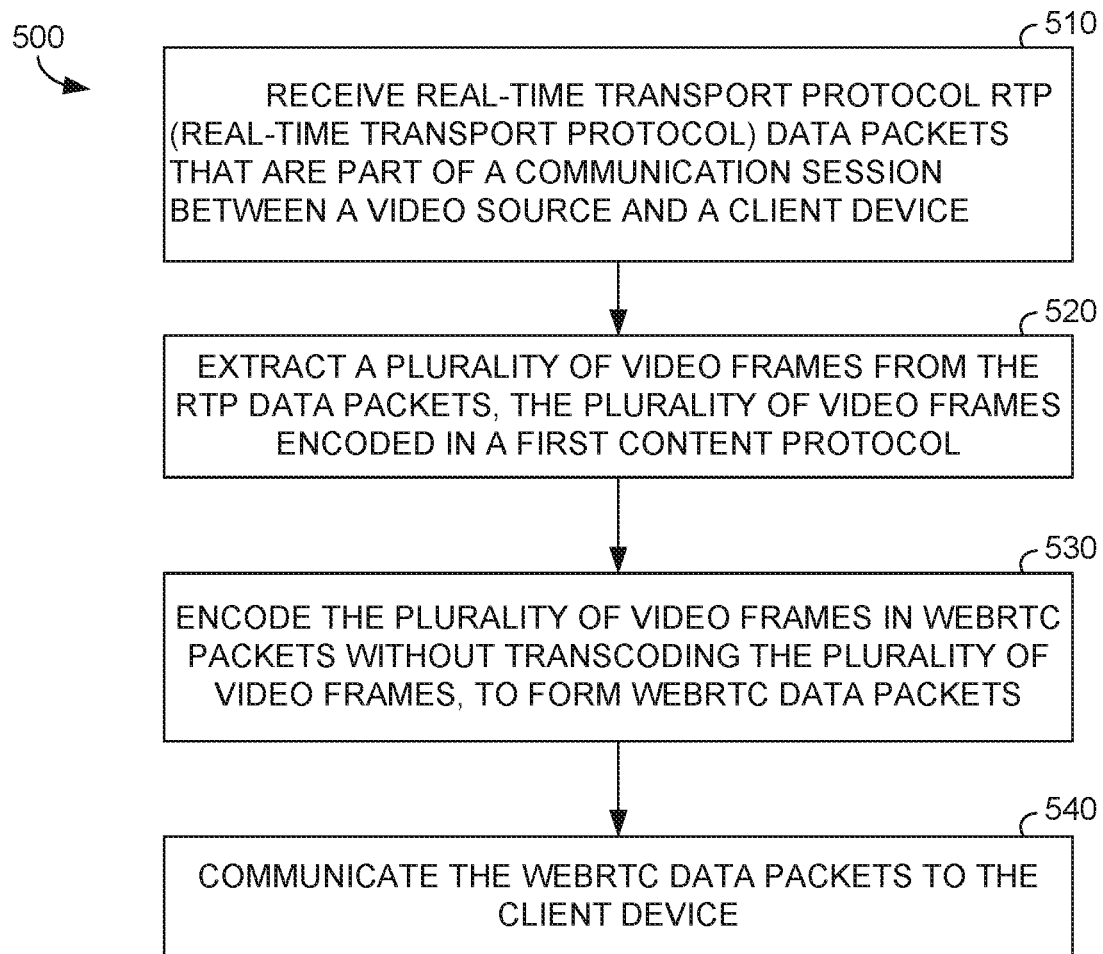 500
510
RECEIVE REAL-TIME TRANSPORT PROTOCOL RTP
(REAL-TIME TRANSPORT PROTOCOL) DATA PACKETS
THAT ARE PART OF A COMMUNICATION SESSION
BETWEEN A VIDEO SOURCE AND A CLIENT DEVICE
520
EXTRACT A PLURALITY OF VIDEO FRAMES FROM THE
RTP DATA PACKETS, THE PLURALITY OF VIDEO FRAMES
ENCODED IN A FIRST CONTENT PROTOCOL
530
ENCODE THE PLURALITY OF VIDEO FRAMES IN WEBRTC
PACKETS WITHOUT TRANSCODING THE PLURALITY OF
VIDEO FRAMES, TO FORM WEBRTC DATA PACKETS
540
COMMUNICATE THE WEBRTC DATA PACKETS TO THE
CLIENT DEVICE